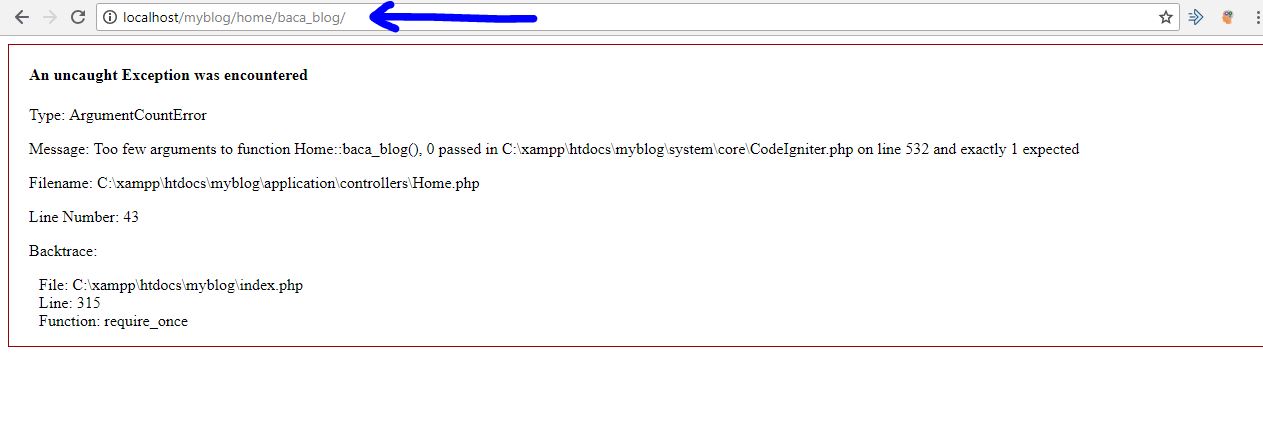 localhost/myblog/home/baca_blog/
An uncaught Exception was encountered
Type: ArgumentCountError
Message: Too few arguments to function Home::baca_blog(), 0 passed in C:\xampp\htdocs\myblog\system\core\CodeIgniter.php on line 532 and exactly 1 expected
Filename: C:\xampp\htdocs\myblog\application\controllers\Home.php
Line Number: 43
Backtrace:
File: C:\xampp\htdocs\myblog\index.php
Line: 315
Function: require_once